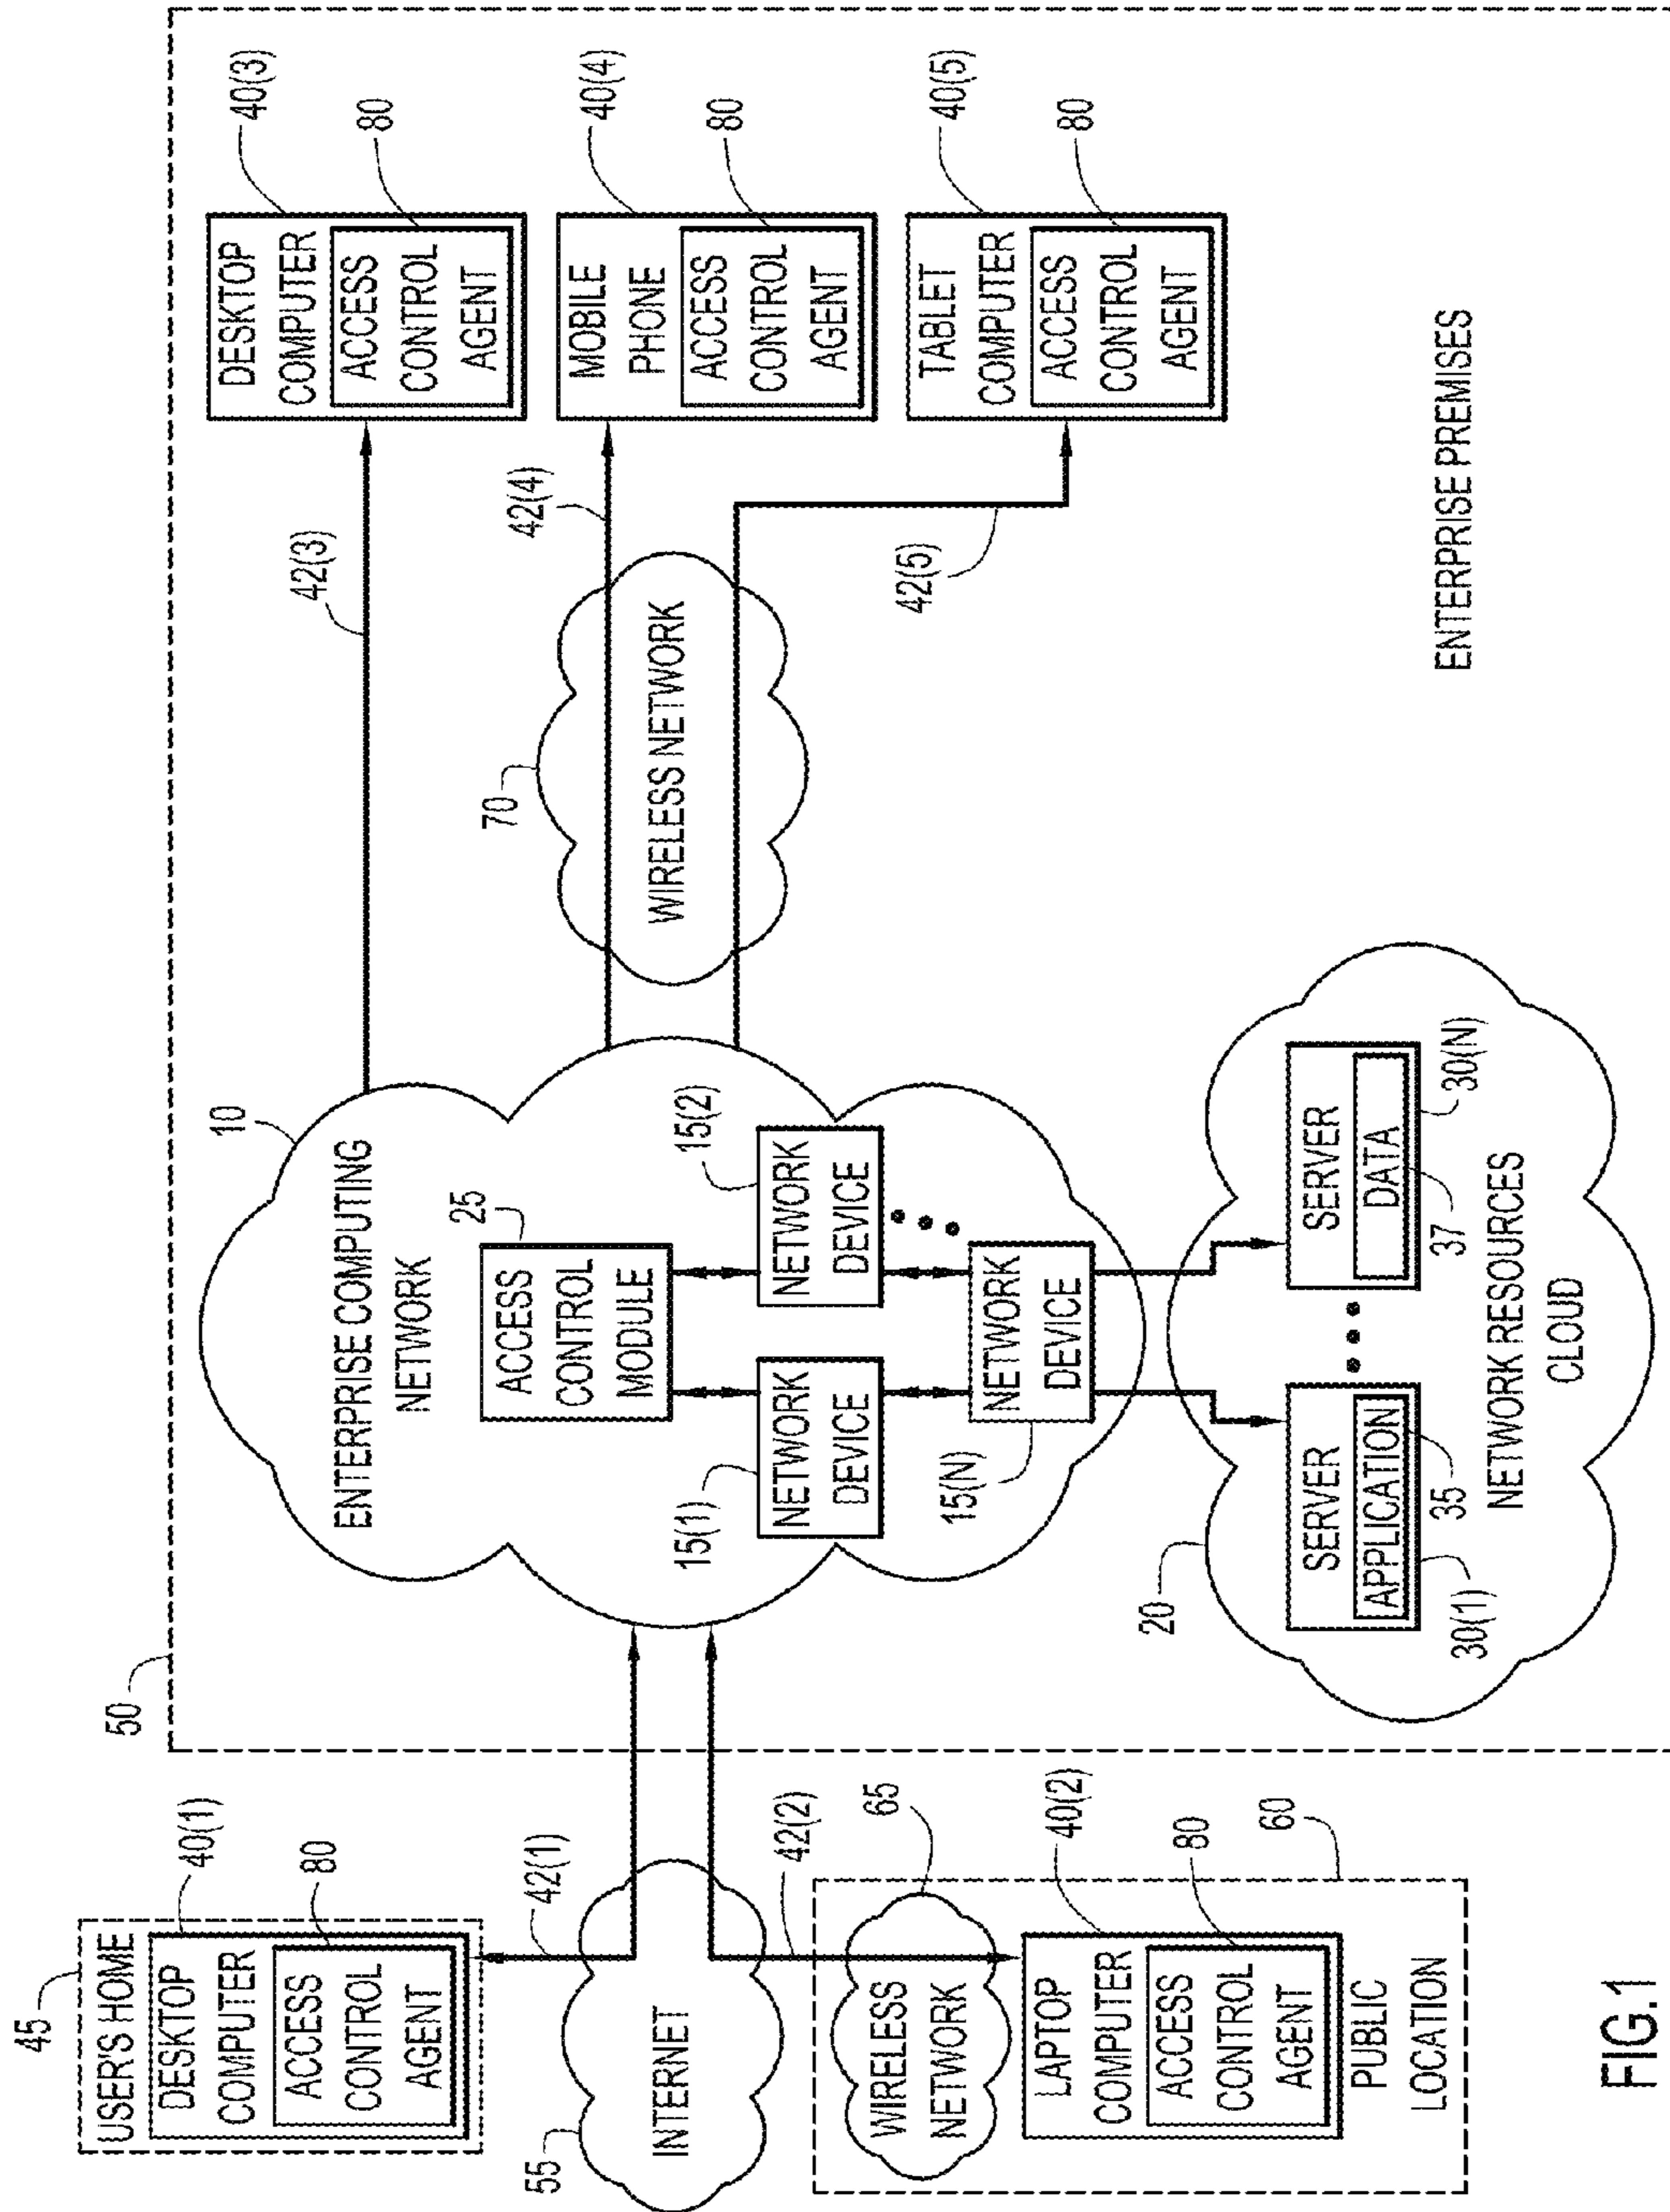 45
USER'S HOME
DESKTOP
COMPUTER
ACCESS
CONTROL
AGENT
40(1)
80
42(1)
55
INTERNET
42(2)
WIRELESS
NETWORK
65
LAPTOP
COMPUTER
40(2)
ACCESS
CONTROL
AGENT
80
PUBLIC
LOCATION
60
50
10
ENTERPRISE COMPUTING
NETWORK
ACCESS
CONTROL
MODULE
25
15(1)
NETWORK
DEVICE
NETWORK
DEVICE
15(2)
15(N)
NETWORK
DEVICE
20
SERVER
APPLICATION
30(1)
35
SERVER
DATA
37
30(N)
NETWORK RESOURCES
CLOUD
70
WIRELESS NETWORK
42(3)
42(4)
42(5)
DESKTOP
COMPUTER
ACCESS
CONTROL
AGENT
40(3)
80
MOBILE
PHONE
ACCESS
CONTROL
AGENT
40(4)
80
TABLET
COMPUTER
ACCESS
CONTROL
AGENT
40(5)
80
ENTERPRISE PREMISES
FIG.1